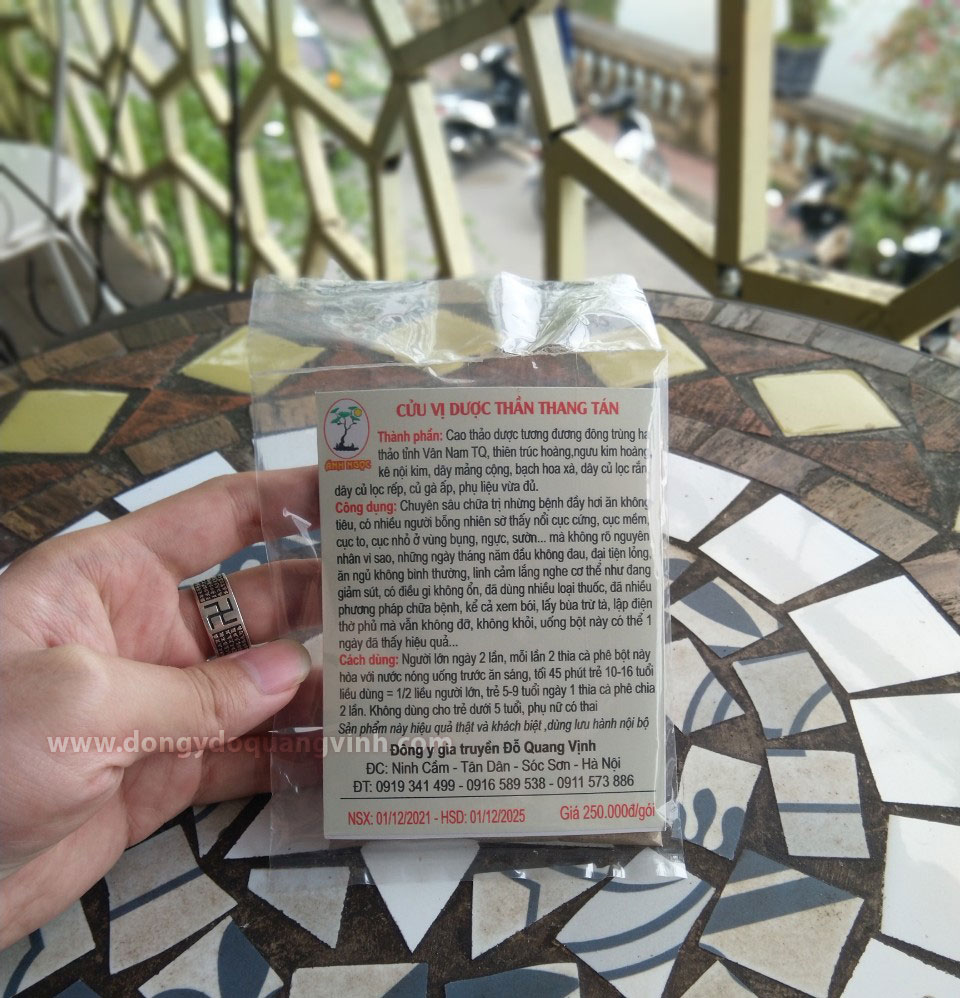 CỬU VỊ DƯỢC THẦN THANG TÁN
ÁNH NGỌC
Thành phần: Cao thảo dược tương đương đông trùng hạ
thảo tỉnh Vân Nam TQ, thiên trúc hoàng,ngưu kim hoàng,
kê nội kim, dây mảng cộng, bạch hoa xà, dây củ lọc rắn,
dây củ lọc rếp, củ gà ấp, phụ liệu vừa đủ.
Công dụng: Chuyên sâu chữa trị những bệnh đầy hơi ăn không
tiêu, có nhiều người bỗng nhiên sờ thấy nổi cục cứng, cục mềm,
cục to, cục nhỏ ở vùng bụng, ngực, sườn... mà không rõ nguyên
nhân vì sao, những ngày tháng năm đầu không đau, đại tiện lỏng,
ăn ngủ không bình thường, linh cảm lắng nghe cơ thể như đang
giảm sút, có điều gì không ổn, đã dùng nhiều loại thuốc, đã nhiều
phương pháp chữa bệnh, kể cả xem bói, lấy bùa trừ tà, lập điện
thờ phủ mà vẫn không đỡ, không khỏi, uống bột này có thể 1
ngày đã thấy hiệu quả...
Cách dùng: Người lớn ngày 2 lần, mỗi lần 2 thìa cà phê bột này
hòa với nước nóng uống trước ăn sáng, tối 45 phút trẻ 10-16 tuổi
liều dùng = 1/2 liều người lớn, trẻ 5-9 tuổi ngày 1 thìa cà phê chia
2 lần. Không dùng cho trẻ dưới 5 tuổi, phụ nữ có thai
Sản phẩm này hiệu quả thật và khách biệt ,dùng lưu hành nội bộ
www.dongydoquangvinh.com
Đông y gia truyền Đỗ Quang Vịnh
ĐC: Ninh Cầm - Tân Dân - Sóc Sơn - Hà Nội
ĐT: 0919 341 499 - 0916 589 538 - 0911 573 886
NSX: 01/12/2021 - HSD: 01/12/2025 Giá 250.000đ/gói